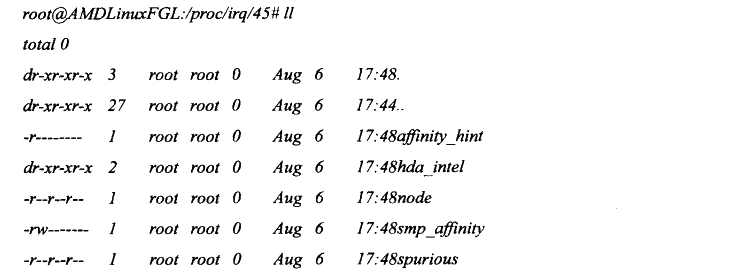 root@AMDLinuxFGL:/proc/irq/45# ll
total 0
dr-xr-xr-x 3 root root 0 Aug 6 17:48.
dr-xr-xr-x 27 root root 0 Aug 6 17:44..
-r-------- 1 root root 0 Aug 6 17:48affinity_hint
dr-xr-xr-x 2 root root 0 Aug 6 17:48hda_intel
-r--r--r-- 1 root root 0 Aug 6 17:48node
-rw------- 1 root root 0 Aug 6 17:48smp_affinity
-r--r--r-- 1 root root 0 Aug 6 17:48spurious